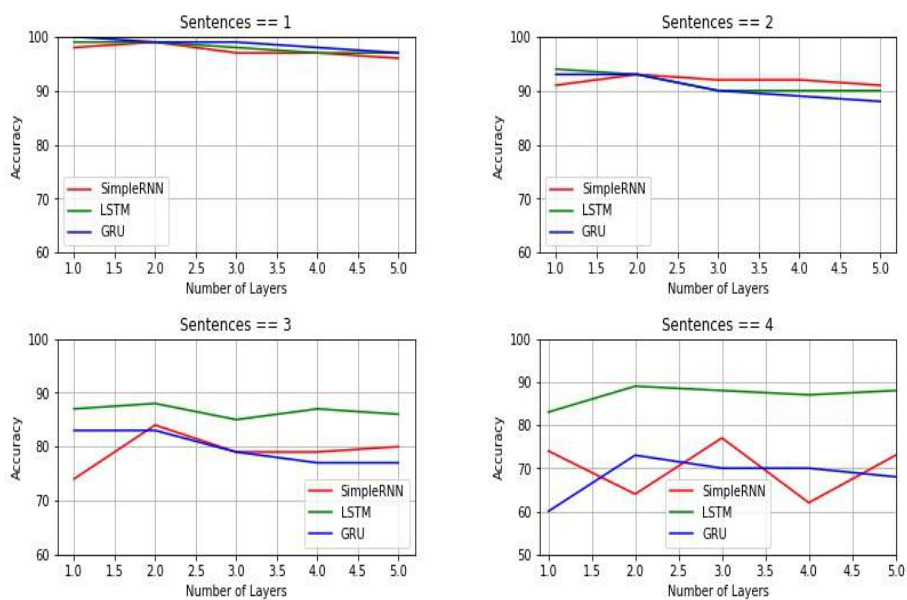 Sentences == 1
100
90
80
70
60
Accuracy
SimpleRNN
LSTM
GRU
1.0 1.5 2.0 2.5 3.0 3.5 4.0 4.5 5.0
Number of Layers
Sentences == 2
100
90
80
70
60
Accuracy
SimpleRNN
LSTM
GRU
1.0 1.5 2.0 2.5 3.0 3.5 4.0 4.5 5.0
Number of Layers
Sentences == 3
100
90
80
70
60
Accuracy
SimpleRNN
LSTM
GRU
1.0 1.5 2.0 2.5 3.0 3.5 4.0 4.5 5.0
Number of Layers
Sentences == 4
100
90
80
70
60
50
Accuracy
SimpleRNN
LSTM
GRU
1.0 1.5 2.0 2.5 3.0 3.5 4.0 4.5 5.0
Number of Layers